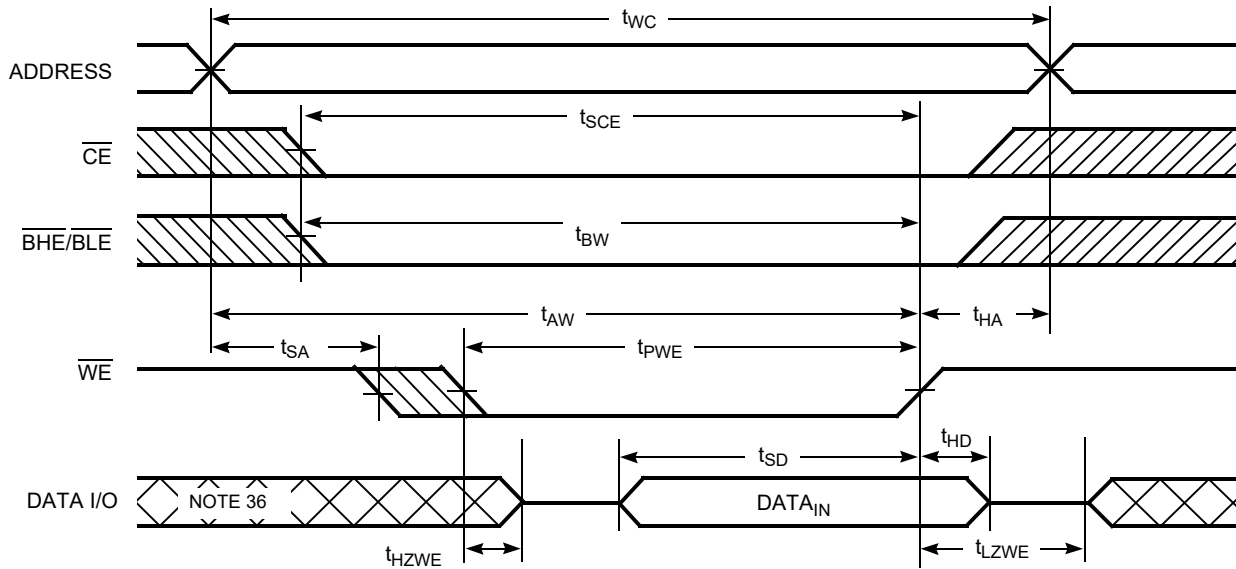 tWC
ADDRESS
tSCE
CE
BHE/BLE
tBW
tAW
tHA
tSA
tPWE
WE
tSD
tHD
DATA I/O
NOTE 36
DATAIN
tHZWE
tLZWE